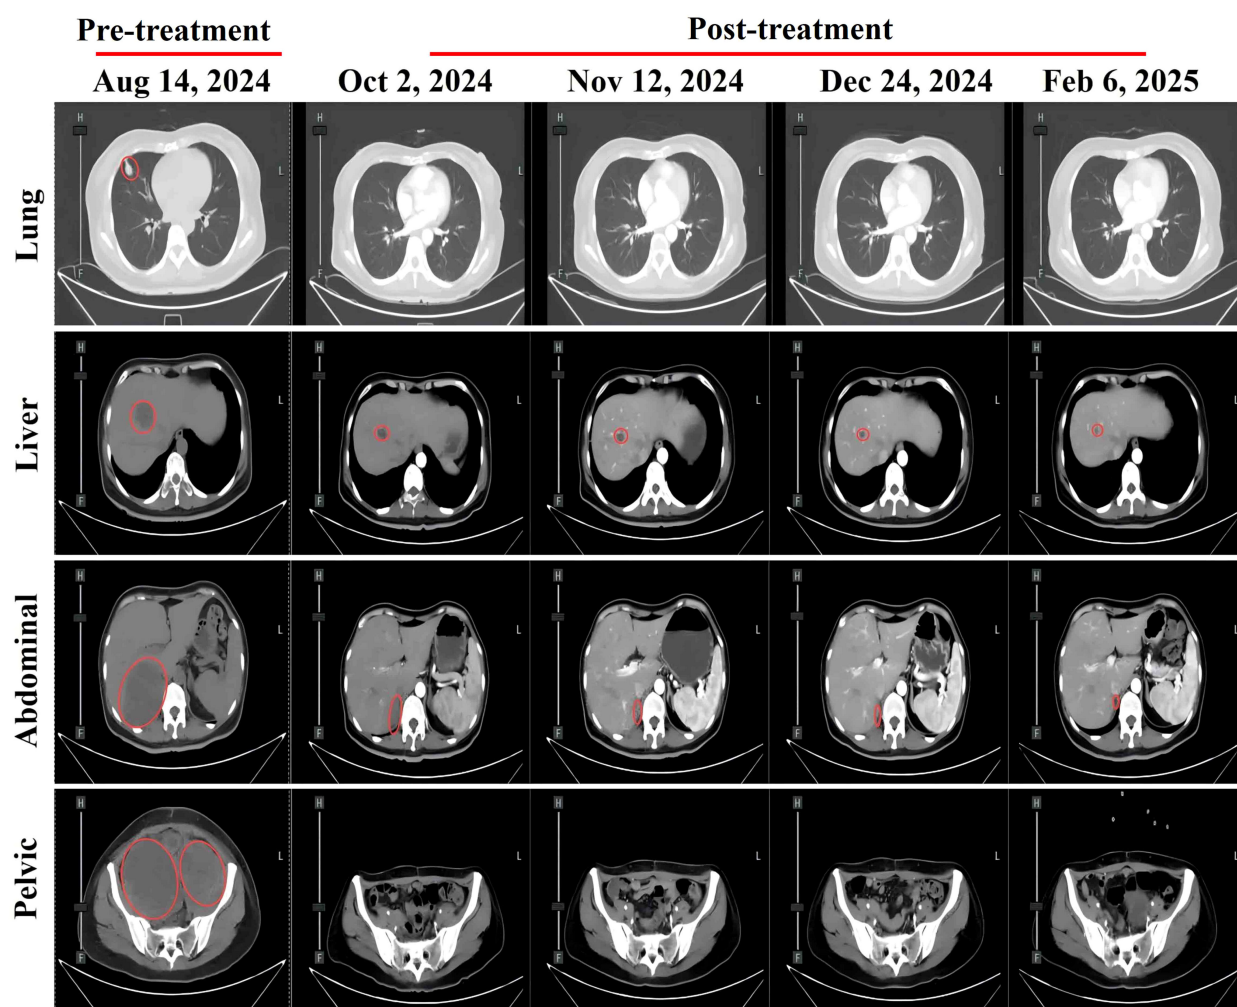 Pre-treatment
Post-treatment
Aug 14, 2024
Oct 2, 2024
Nov 12, 2024
Dec 24, 2024
Feb 6, 2025
Lung
H
H
H
H
H
L
L
L
L
L
F
F
F
F
F
Liver
H
H
H
H
H
L
L
L
L
L
F
F
F
F
F
Abdominal
H
H
H
H
H
L
L
L
L
L
F
F
F
F
F
Pelvic
H
H
H
H
H
L
L
L
L
L
F
F
F
F
F